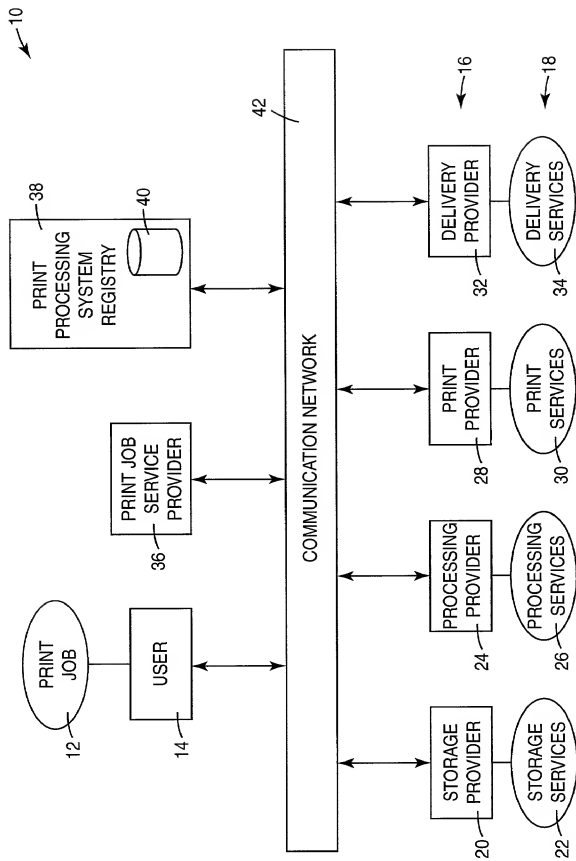 10
PRINT
JOB
12
USER
14
PRINT JOB
SERVICE
PROVIDER
36
PRINT
PROCESSING
SYSTEM
REGISTRY
38
40
COMMUNICATION NETWORK
42
STORAGE
PROVIDER
20
STORAGE
SERVICES
22
PROCESSING
PROVIDER
24
PROCESSING
SERVICES
26
PRINT
PROVIDER
28
PRINT
SERVICES
30
DELIVERY
PROVIDER
32
DELIVERY
SERVICES
34
16
18